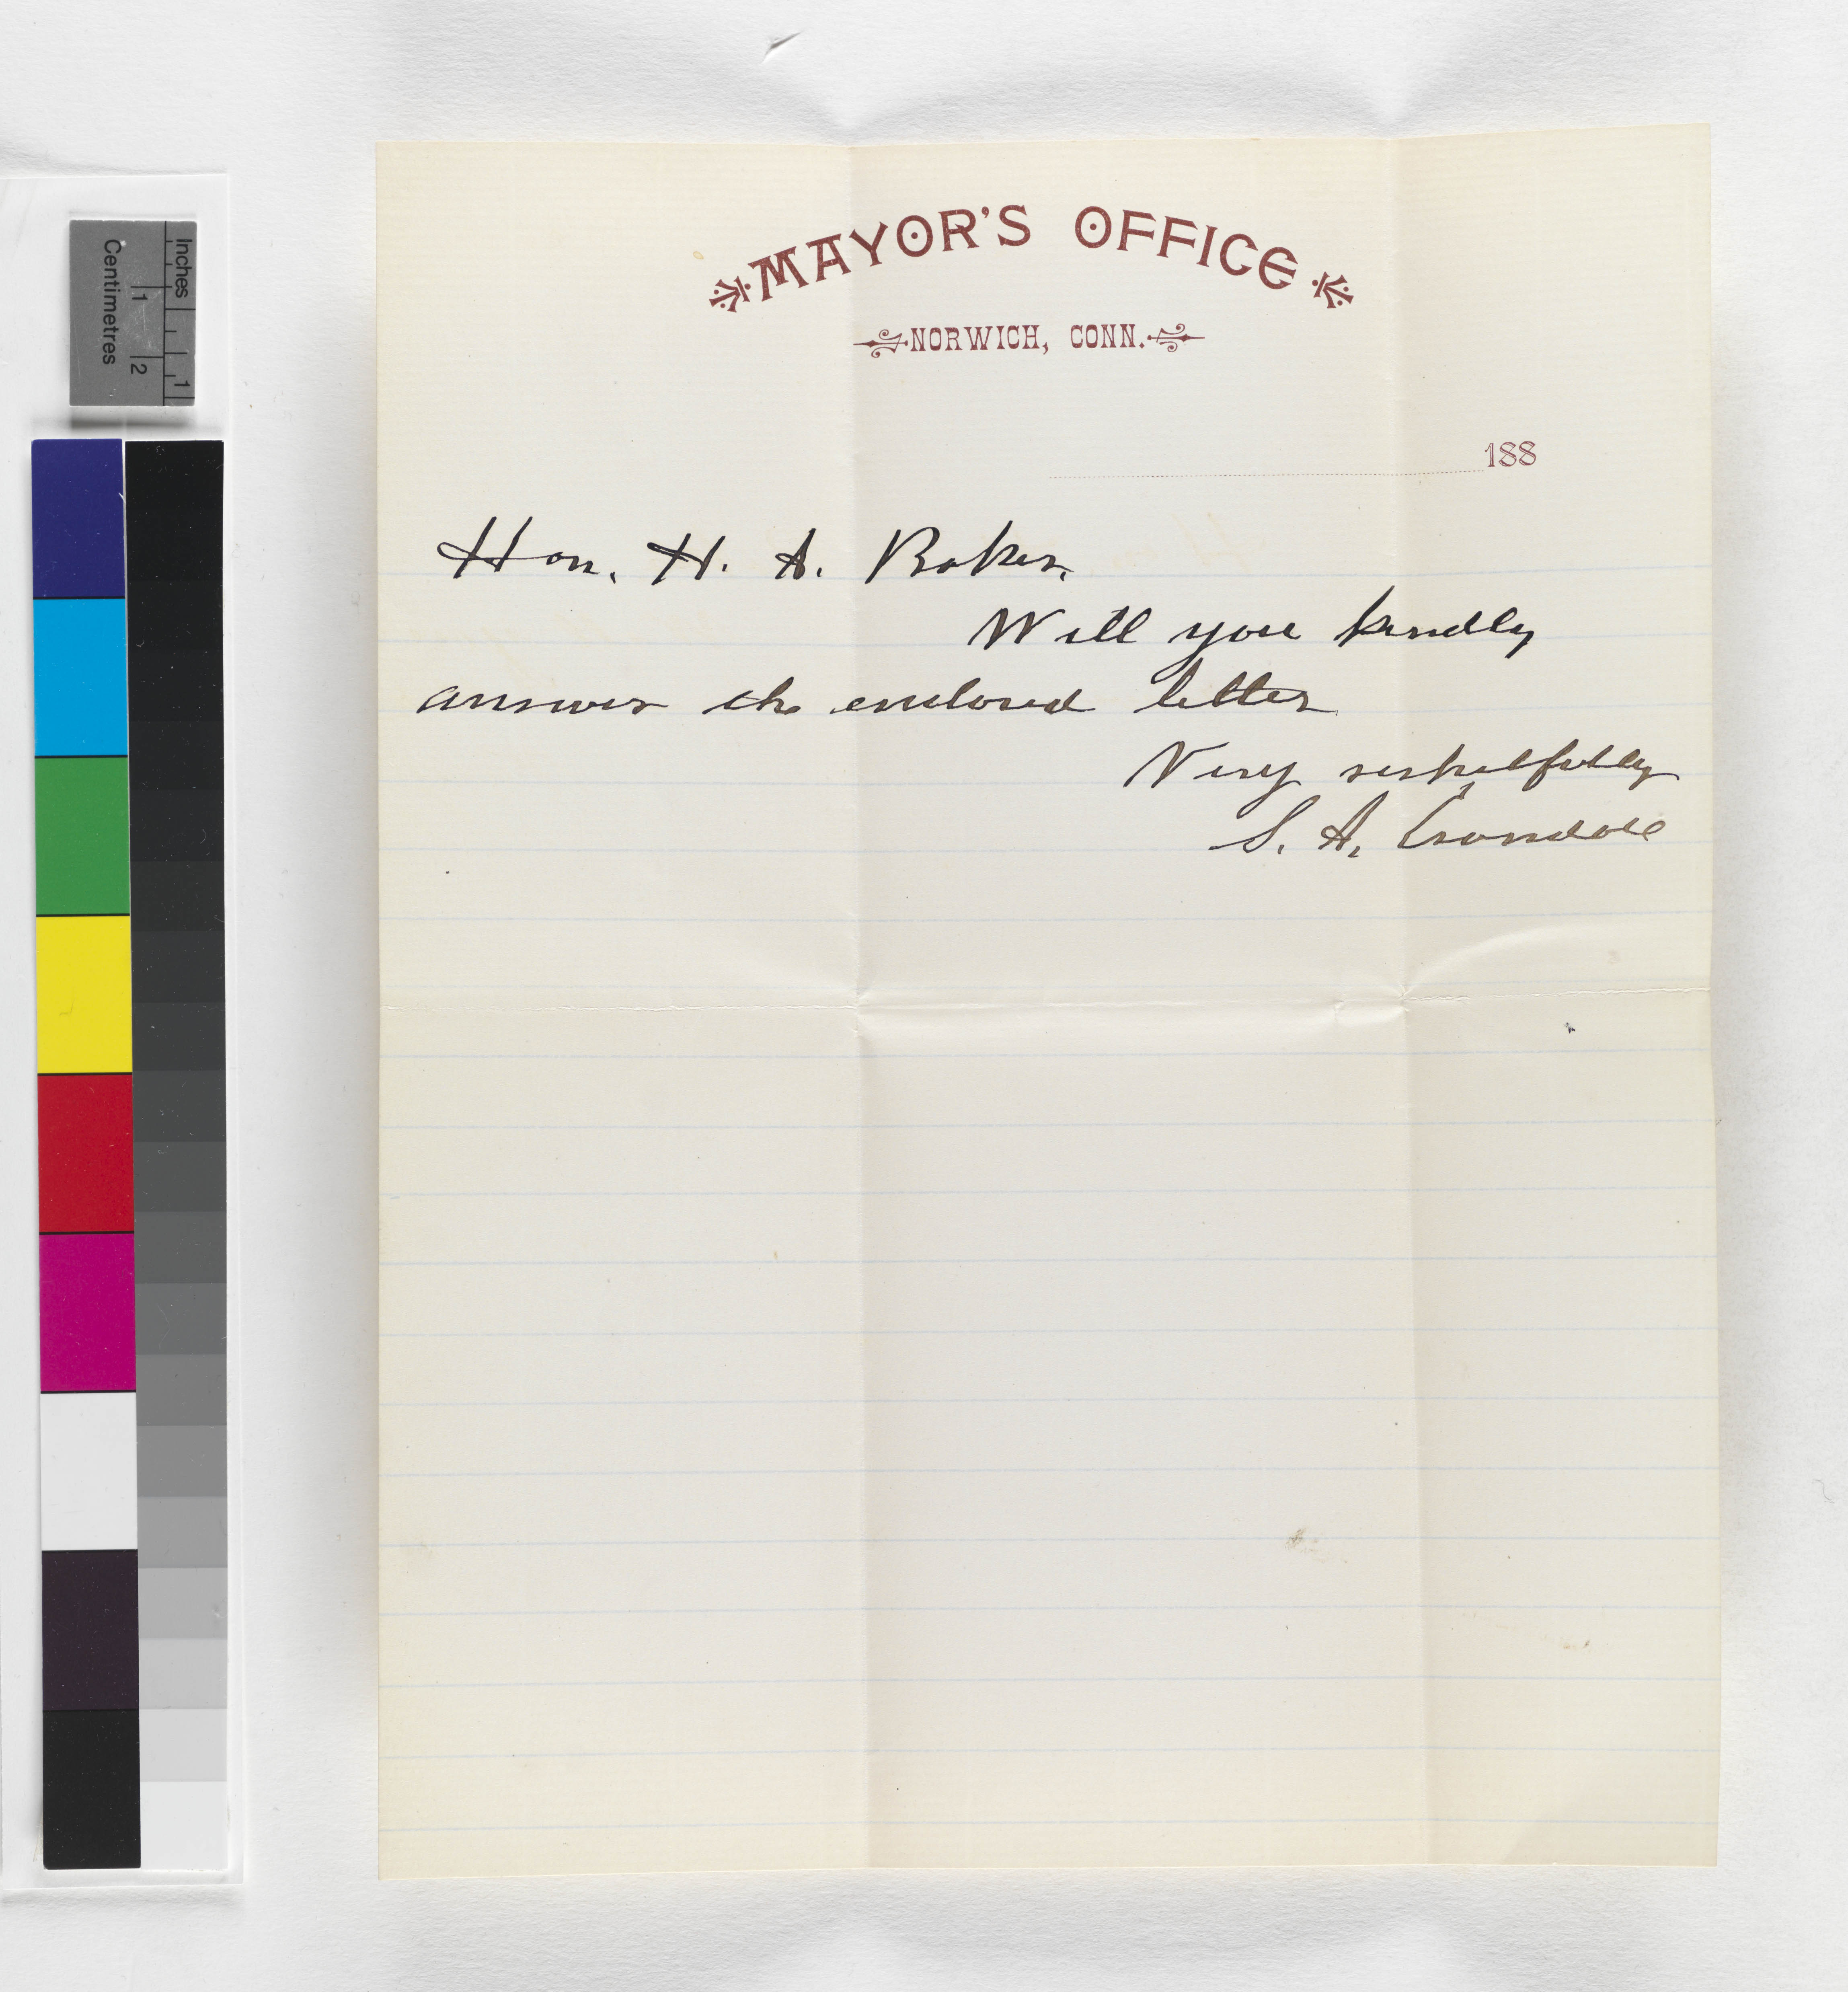 MAYOR'S OFFICE
NORWICH, CONN.
188
Hon. H. A. Baker,
Will you kindly
answer the enclosed letter
Very respectfully
S. A. Crandall
Inches
1
Centimetres
1 2